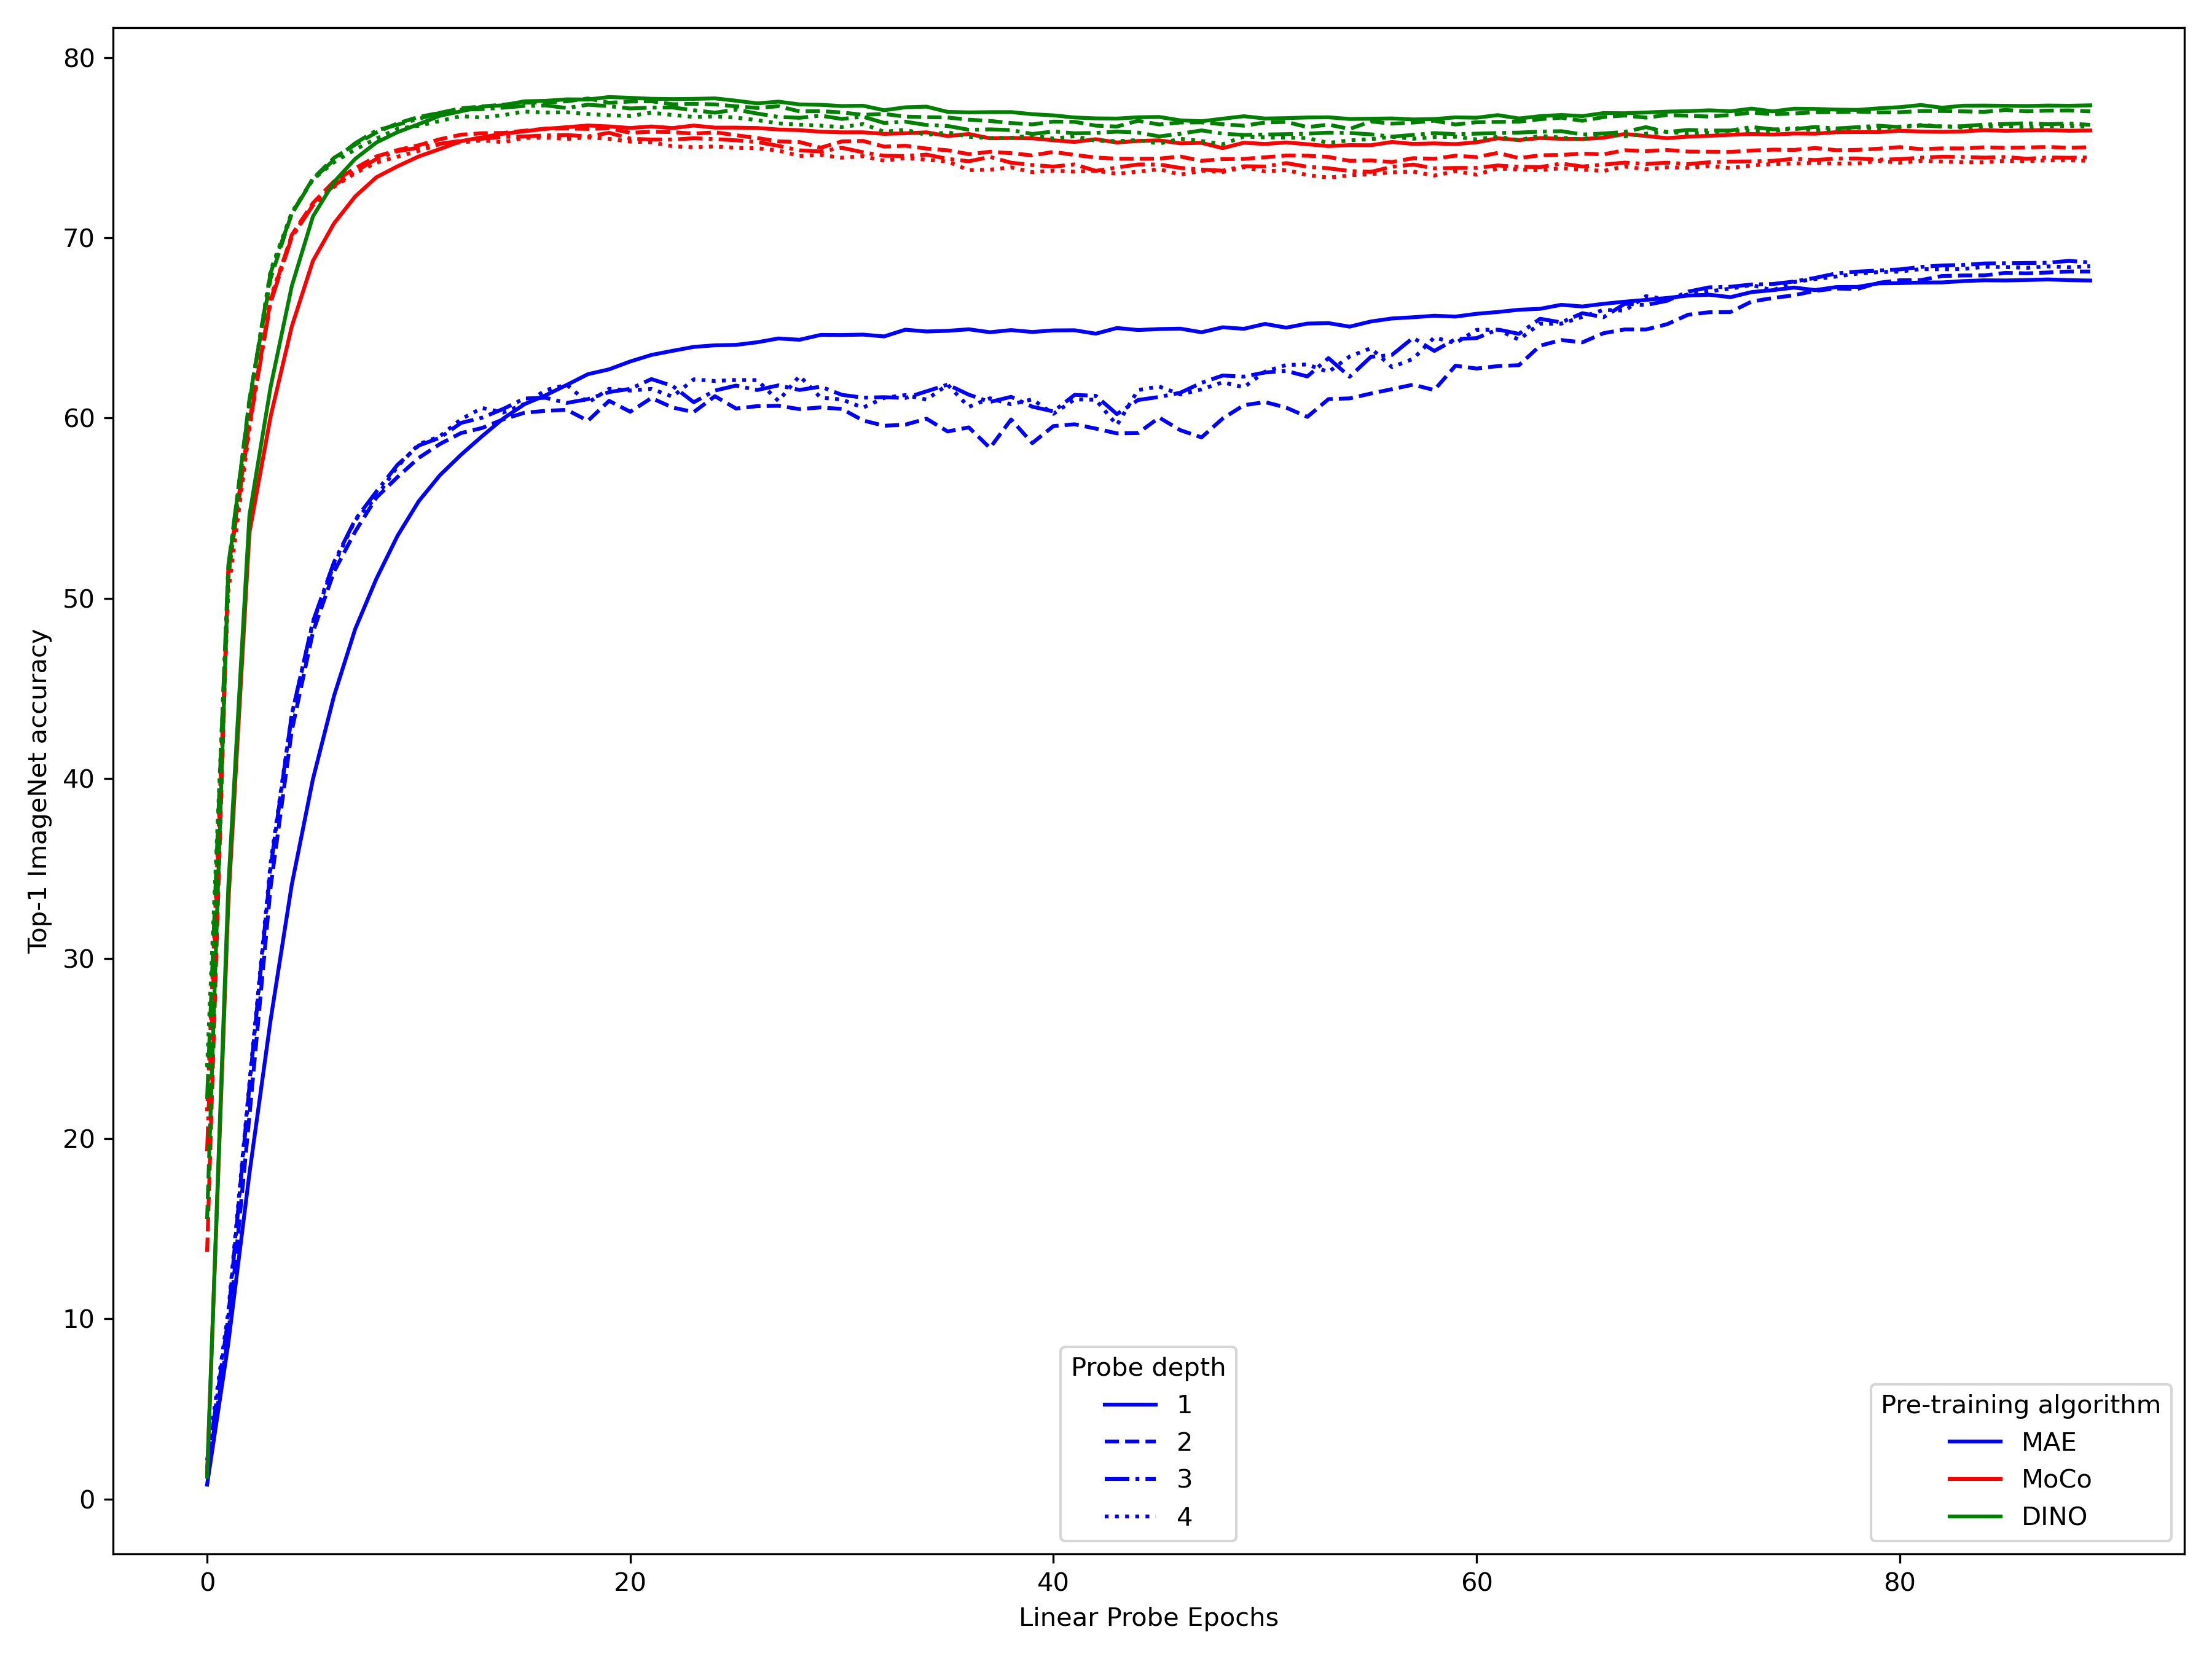 80
70
60
50
40
30
20
10
0
Top-1 ImageNet accuracy
0 20 40 60 80
Linear Probe Epochs
Probe depth
1
2
3
4
Pre-training algorithm
MAE
MoCo
DINO